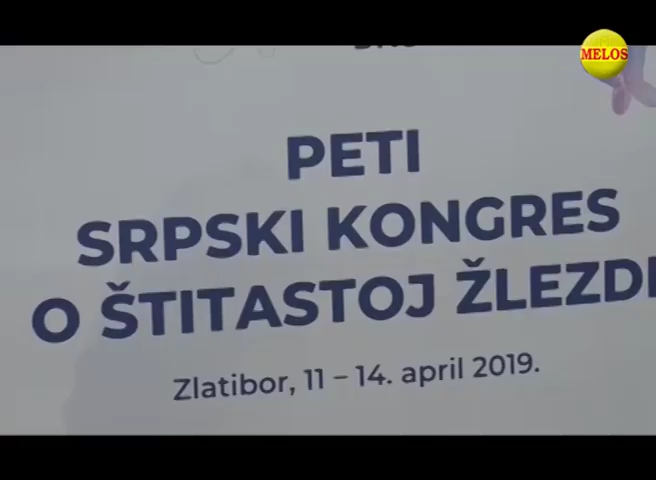 MELOS
PETI
SRPSKI KONGRES
O ŠTITASTOJ ŽLEZDI
Zlatibor, 11 – 14. april 2019.